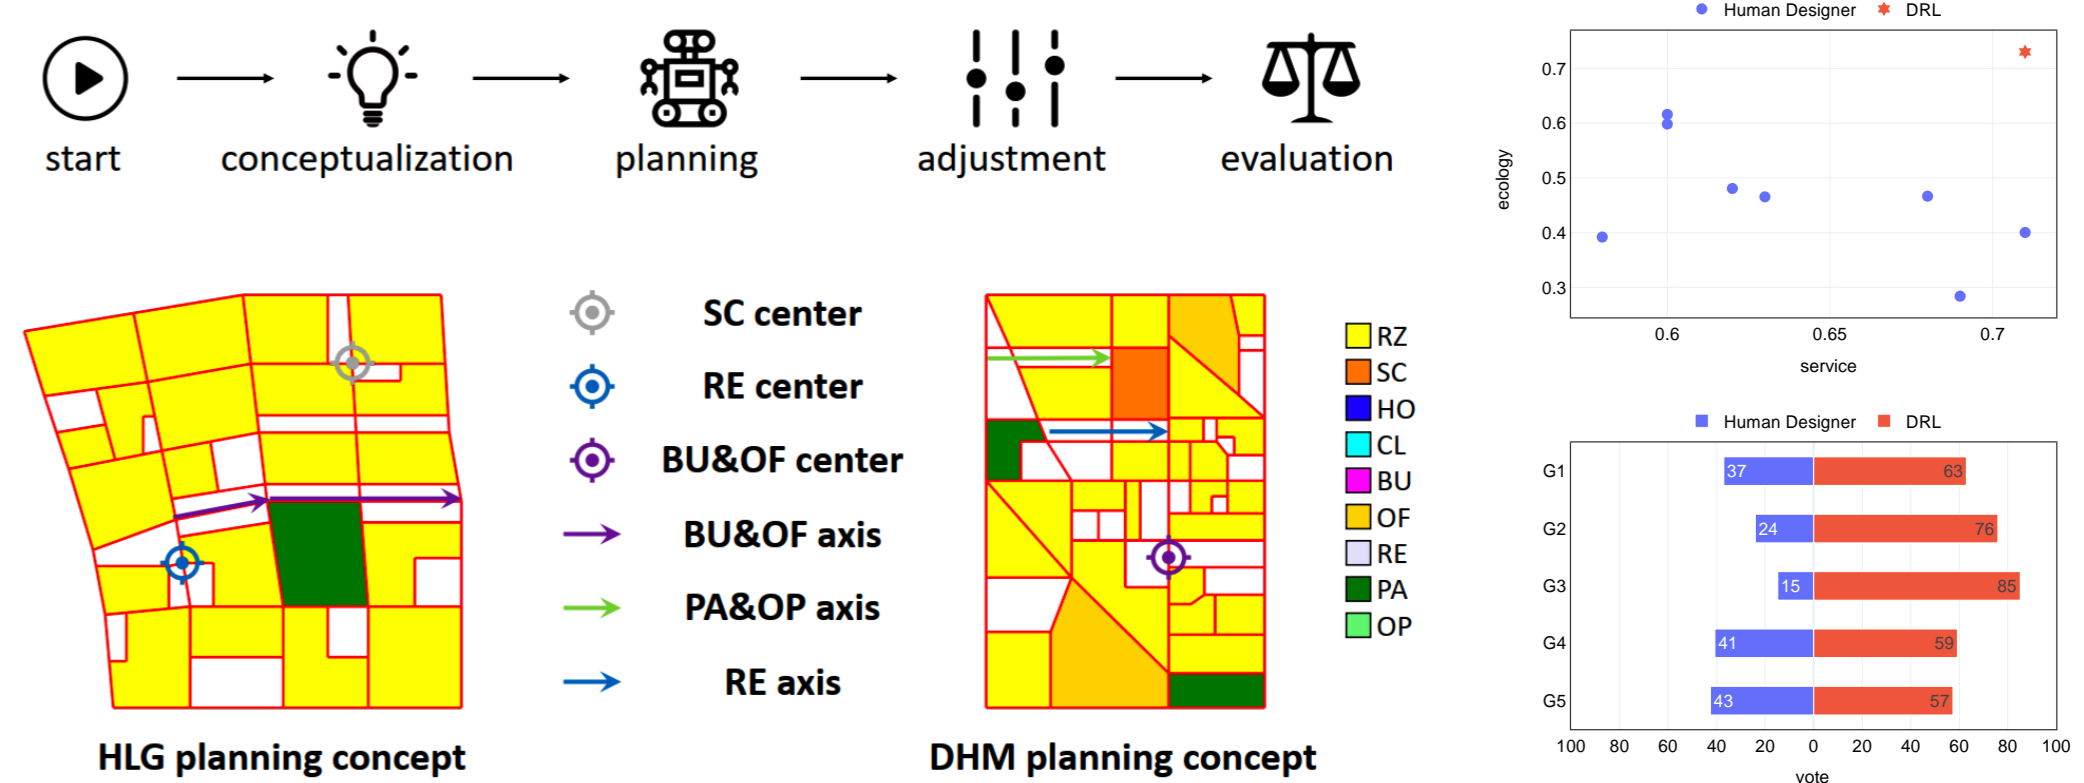 start
conceptualization
planning
adjustment
evaluation
SC center
RE center
BU&OF center
BU&OF axis
PA&OP axis
RE axis
HLG planning concept
DHM planning concept
RZ
SC
HO
CL
BU
OF
RE
PA
OP
Human Designer DRL
ecology
0.7
0.6
0.5
0.4
0.3
0.6 0.65 0.7
service
Human Designer DRL
G1 37 63
G2 24 76
G3 15 85
G4 41 59
G5 43 57
100 80 60 40 20 0 20 40 60 80 100
vote